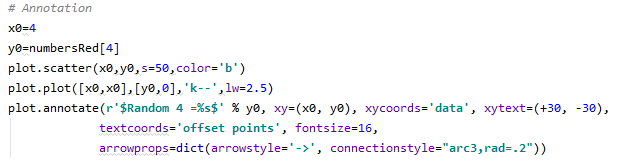 # Annotation
x0=4
y0=numbersRed[4]
plot.scatter(x0,y0,s=50,color='b')
plot.plot([x0,x0],[y0,0],'k--',lw=2.5)
plot.annotate(r'$Random 4 =%s$' % y0, xy=(x0, y0), xycoords='data', xytext=(+30, -30),
textcoords='offset points', fontsize=16,
arrowprops=dict(arrowstyle='->', connectionstyle="arc3,rad=.2"))